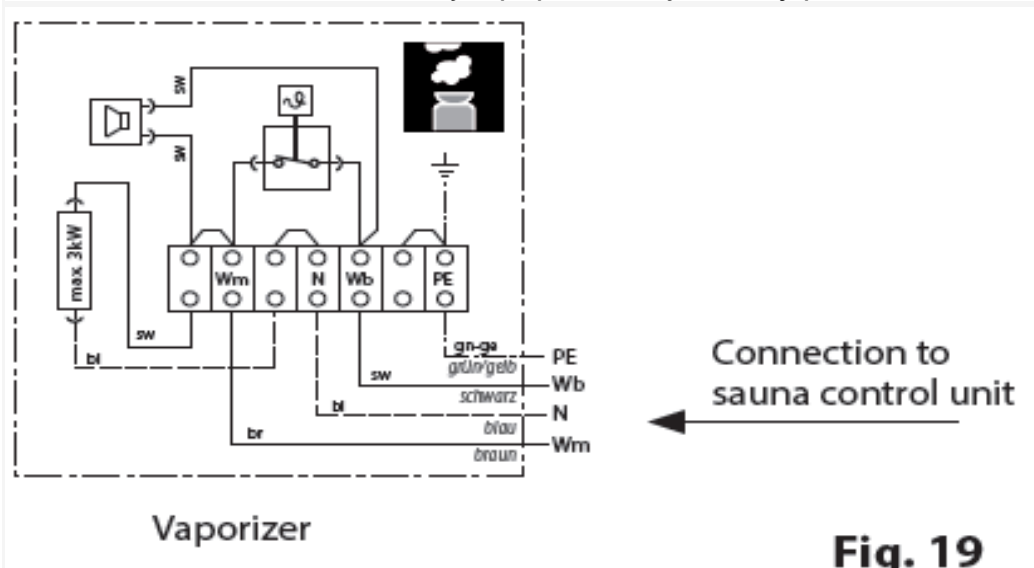 sw
sw
max 3kW
Wm N Wb PE
sw
bl
gn-ge
grün/gelb
PE
sw
schwarz
Wb
bl
blau
N
br
braun
Wm
Connection to
sauna control unit
Vaporizer
Fig. 19